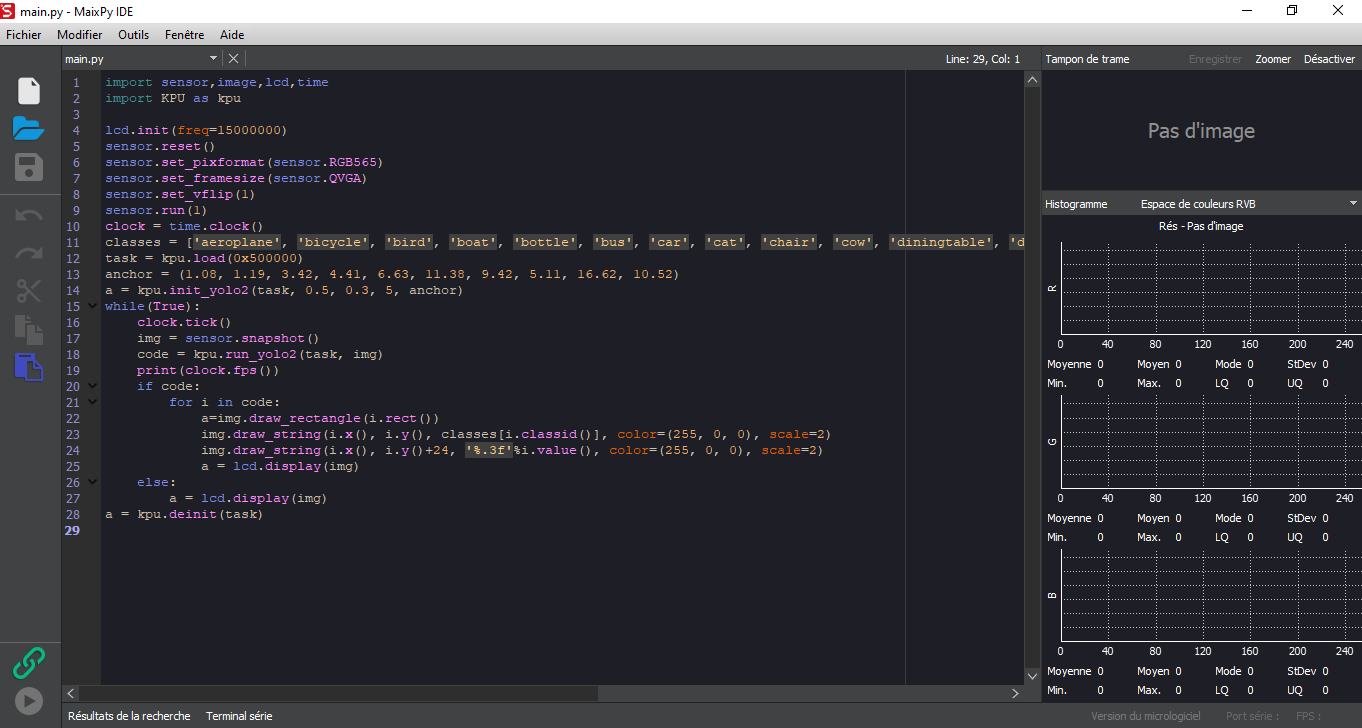 main.py - MaixPy IDE
Fichier Modifier Outils Fenêtre Aide
main.py Line: 29, Col: 1
1 import sensor,image,lcd,time
2 import KPU as kpu
3
4 lcd.init(freq=15000000)
5 sensor.reset()
6 sensor.set_pixformat(sensor.RGB565)
7 sensor.set_framesize(sensor.QVGA)
8 sensor.set_vflip(1)
9 sensor.run(1)
10 clock = time.clock()
11 classes = ['aeroplane', 'bicycle', 'bird', 'boat', 'bottle', 'bus', 'car', 'cat', 'chair', 'cow', 'diningtable', 'd
12 task = kpu.load(0x500000)
13 anchor = (1.08, 1.19, 3.42, 4.41, 6.63, 11.38, 9.42, 5.11, 16.62, 10.52)
14 a = kpu.init_yolo2(task, 0.5, 0.3, 5, anchor)
15 while(True):
16 clock.tick()
17 img = sensor.snapshot()
18 code = kpu.run_yolo2(task, img)
19 print(clock.fps())
20 if code:
21 for i in code:
22 a=img.draw_rectangle(i.rect())
23 img.draw_string(i.x(), i.y(), classes[i.classid()], color=(255, 0, 0), scale=2)
24 img.draw_string(i.x(), i.y()+24, '%.3f'%i.value(), color=(255, 0, 0), scale=2)
25 a = lcd.display(img)
26 else:
27 a = lcd.display(img)
28 a = kpu.deinit(task)
29
Tampon de trame Enregistrer Zoomer Désactiver
Pas d'image
Histogramme Espace de couleurs RVB
Rés - Pas d'image
R
0 40 80 120 160 200 240
Moyenne 0 Moyen 0 Mode 0 StDev 0
Min. 0 Max. 0 LQ 0 UQ 0
G
0 40 80 120 160 200 240
Moyenne 0 Moyen 0 Mode 0 StDev 0
Min. 0 Max. 0 LQ 0 UQ 0
B
0 40 80 120 160 200 240
Moyenne 0 Moyen 0 Mode 0 StDev 0
Min. 0 Max. 0 LQ 0 UQ 0
Résultats de la recherche Terminal série Version du micrologiciel Port série : FPS :